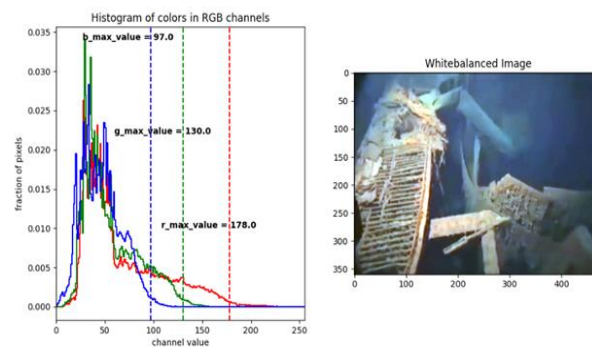 Histogram of colors in RGB channels
0.035
0.030
0.025
0.020
0.015
0.010
0.005
0.000
fraction of pixels
b_max_value = 97.0
g_max_value = 130.0
r_max_value = 178.0
0 50 100 150 200 250
channel value
Whitebalanced Image
0
50
100
150
200
250
300
350
0 100 200 300 400